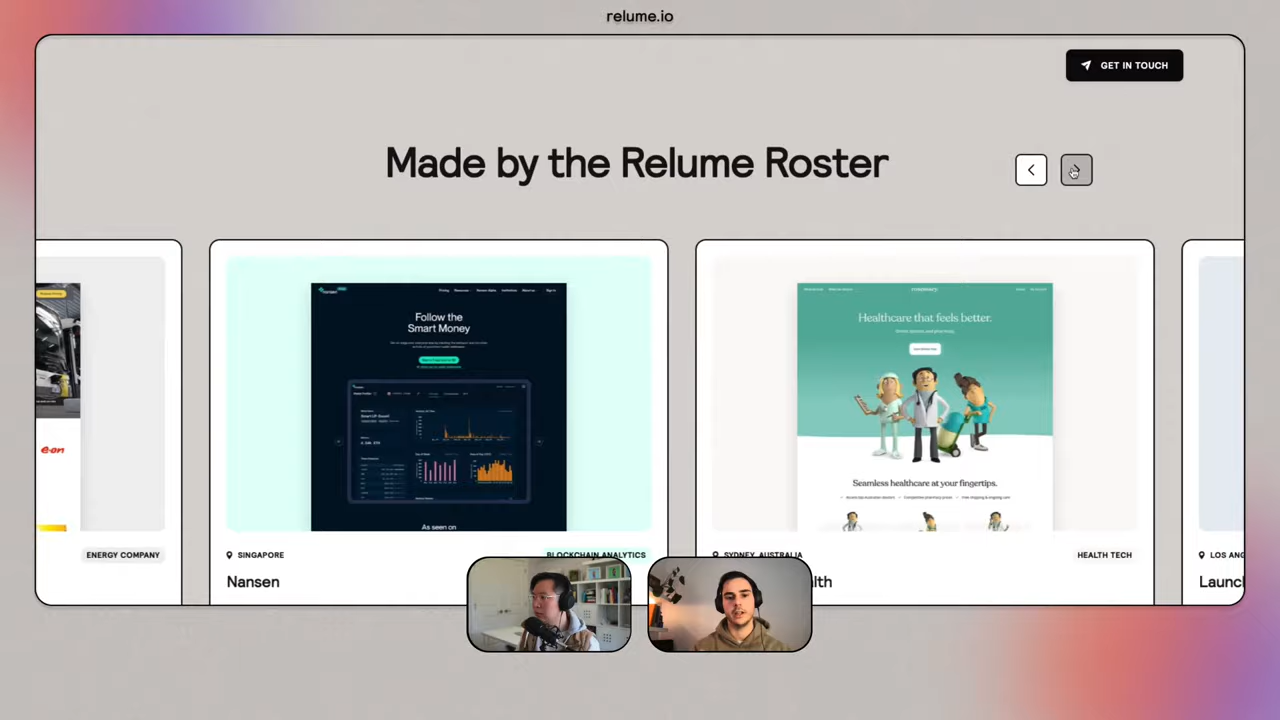 relume.io
GET IN TOUCH
Made by the Relume Roster
Follow the
Smart Money
As seen on
Healthcare that feels better.
Seamless healthcare at your fingertips.
e·on
ENERGY COMPANY
SINGAPORE
BLOCKCHAIN ANALYTICS
Nansen
SYDNEY, AUSTRALIA
HEALTH TECH
lth
LOS ANG
Launcl